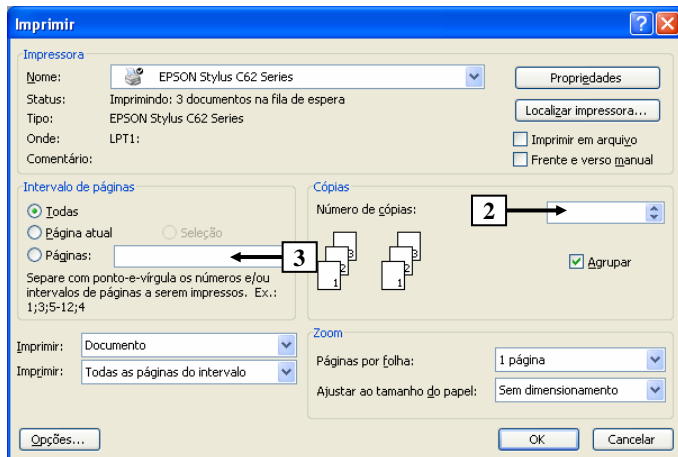 Imprimir
Impressora
Nome: EPSON Stylus C62 Series
Propriedades
Status: Imprimindo: 3 documentos na fila de espera
Tipo: EPSON Stylus C62 Series
Localizar impressora...
Onde: LPT1:
Imprimir em arquivo
Comentário:
Frente e verso manual
Intervalo de páginas
Todas
Página atual
Seleção
Páginas:
3
Separe com ponto-e-vírgula os números e/ou
intervalos de páginas a serem impressos. Ex.:
1;3;5-12;4
Cópias
Número de cópias:
2
3 3
2 2
1 1
Agrupar
Imprimir: Documento
Imprimir: Todas as páginas do intervalo
Zoom
Páginas por folha: 1 página
Ajustar ao tamanho do papel: Sem dimensionamento
Opções...
OK
Cancelar